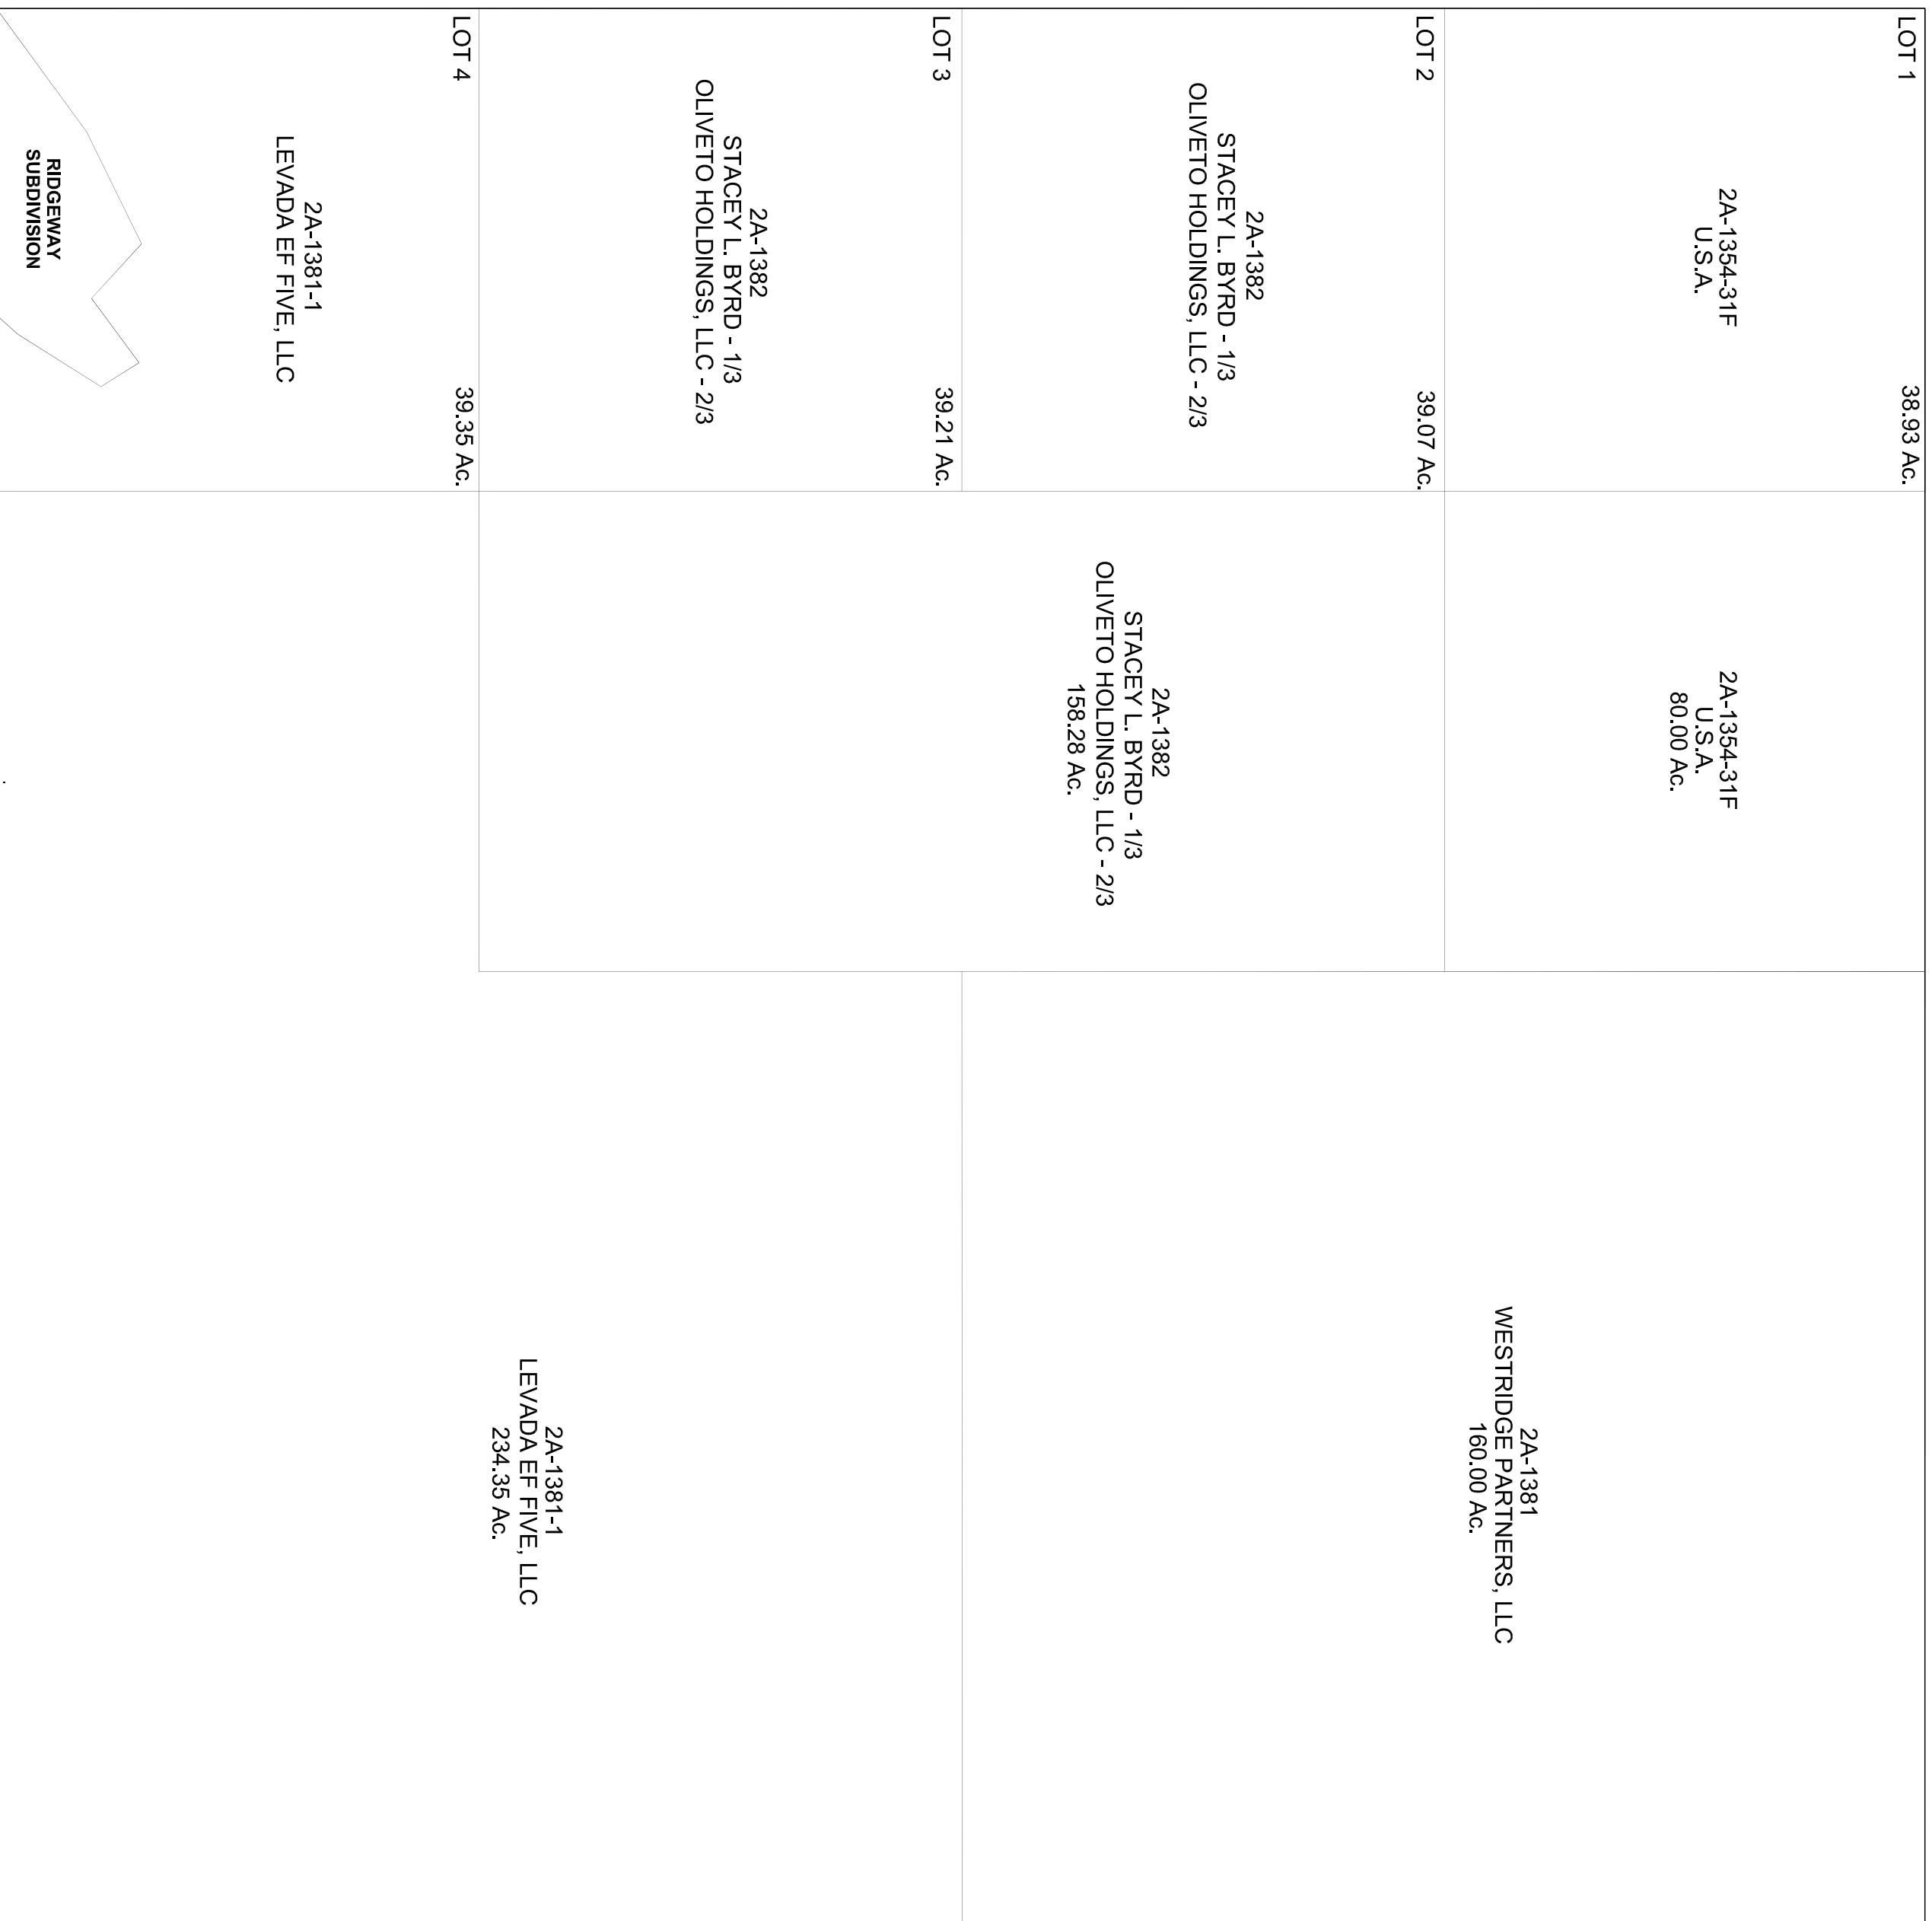 LOT 1
38.93 Ac.
2A-1354-31F
U.S.A.
2A-1354-31F
U.S.A.
80.00 Ac.
2A-1381
WESTRIDGE PARTNERS, LLC
160.00 Ac.
LOT 2
39.07 Ac.
2A-1382
STACEY L. BYRD - 1/3
OLIVETO HOLDINGS, LLC - 2/3
2A-1382
STACEY L. BYRD - 1/3
OLIVETO HOLDINGS, LLC - 2/3
158.28 Ac.
LOT 3
39.21 Ac.
2A-1382
STACEY L. BYRD - 1/3
OLIVETO HOLDINGS, LLC - 2/3
2A-1381-1
LEVADA EF FIVE, LLC
234.35 Ac.
LOT 4
39.35 Ac.
2A-1381-1
LEVADA EF FIVE, LLC
RIDGEWAY
SUBDIVISION